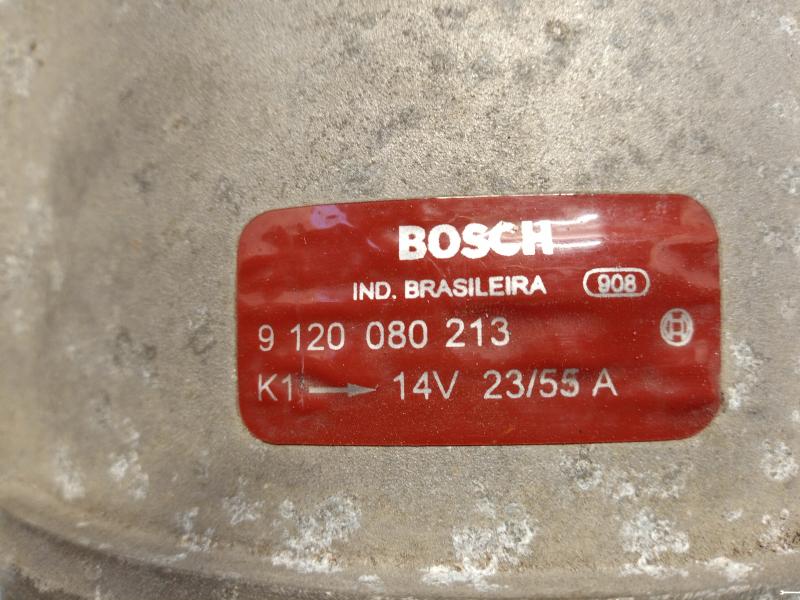 BOSCH
IND. BRASILEIRA 908
9 120 080 213
K1 → 14V 23/55 A